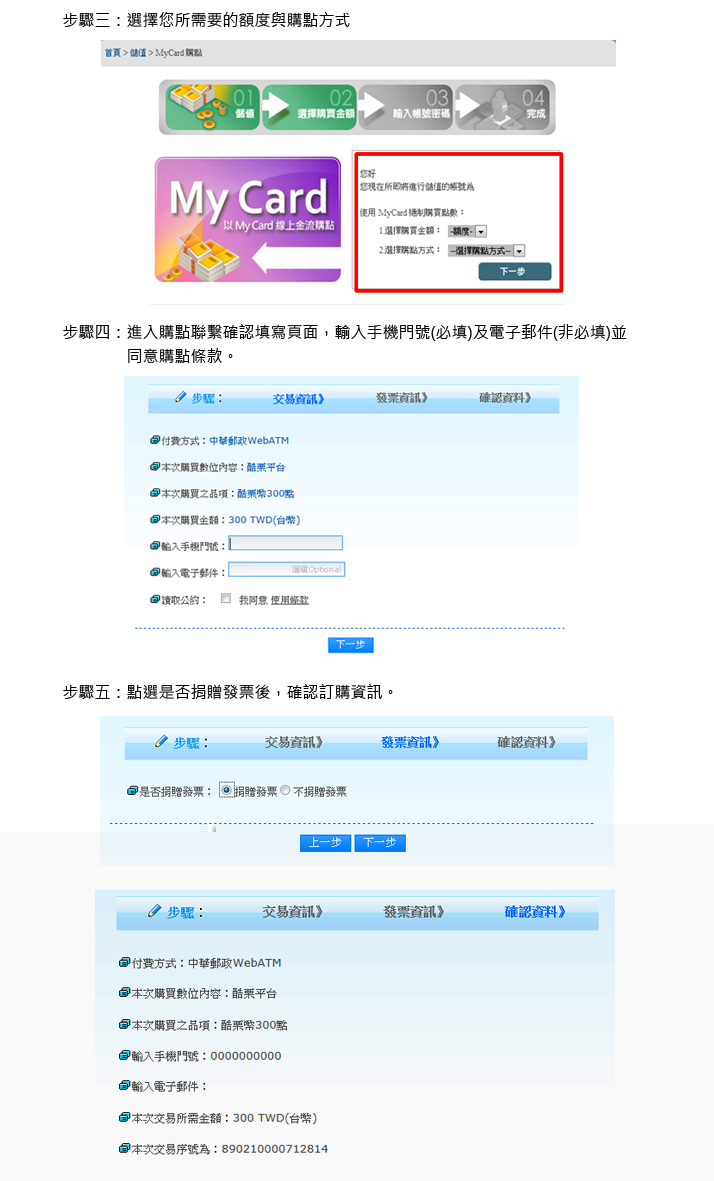 步驟三：選擇您所需要的額度與購點方式
首頁 > 儲值 > MyCard 購點
01 儲值
02 選擇購買金額
03 輸入帳號密碼
04 完成
My Card
以 My Card 線上金流購點
您好
您現在所即將進行儲值的帳號為
使用 MyCard 機制購買點數：
1.選擇購買金額： -額度-
2.選擇購點方式： --選擇購點方式--
下一步
步驟四：進入購點聯繫確認填寫頁面，輸入手機門號(必填)及電子郵件(非必填)並
同意購點條款。
步驟： 交易資訊》 發票資訊》 確認資料》
付費方式：中華郵政WebATM
本次購買數位內容：酷栗平台
本次購買之品項：酷栗幣300點
本次購買金額：300 TWD(台幣)
輸入手機門號：
輸入電子郵件： 選填Optional
讀取公約： 我同意 使用條款
下一步
步驟五：點選是否捐贈發票後，確認訂購資訊。
步驟： 交易資訊》 發票資訊》 確認資料》
是否捐贈發票： 捐贈發票 不捐贈發票
上一步 下一步
步驟： 交易資訊》 發票資訊》 確認資料》
付費方式：中華郵政WebATM
本次購買數位內容：酷栗平台
本次購買之品項：酷栗幣300點
輸入手機門號：0000000000
輸入電子郵件：
本次交易所需金額：300 TWD(台幣)
本次交易序號為：890210000712814